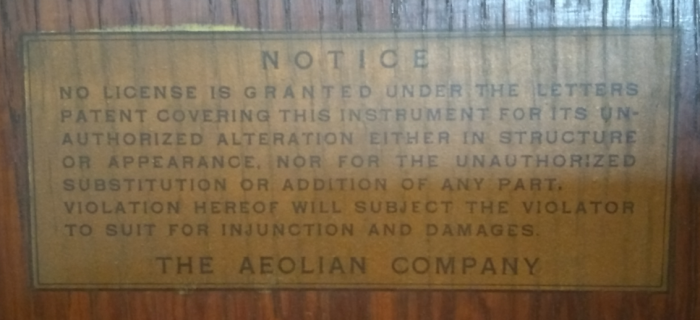 NOTICE
NO LICENSE IS GRANTED UNDER THE LETTERS
PATENT COVERING THIS INSTRUMENT FOR ITS UN-
AUTHORIZED ALTERATION EITHER IN STRUCTURE
OR APPEARANCE, NOR FOR THE UNAUTHORIZED
SUBSTITUTION OR ADDITION OF ANY PART.
VIOLATION HEREOF WILL SUBJECT THE VIOLATOR
TO SUIT FOR INJUNCTION AND DAMAGES.
THE AEOLIAN COMPANY